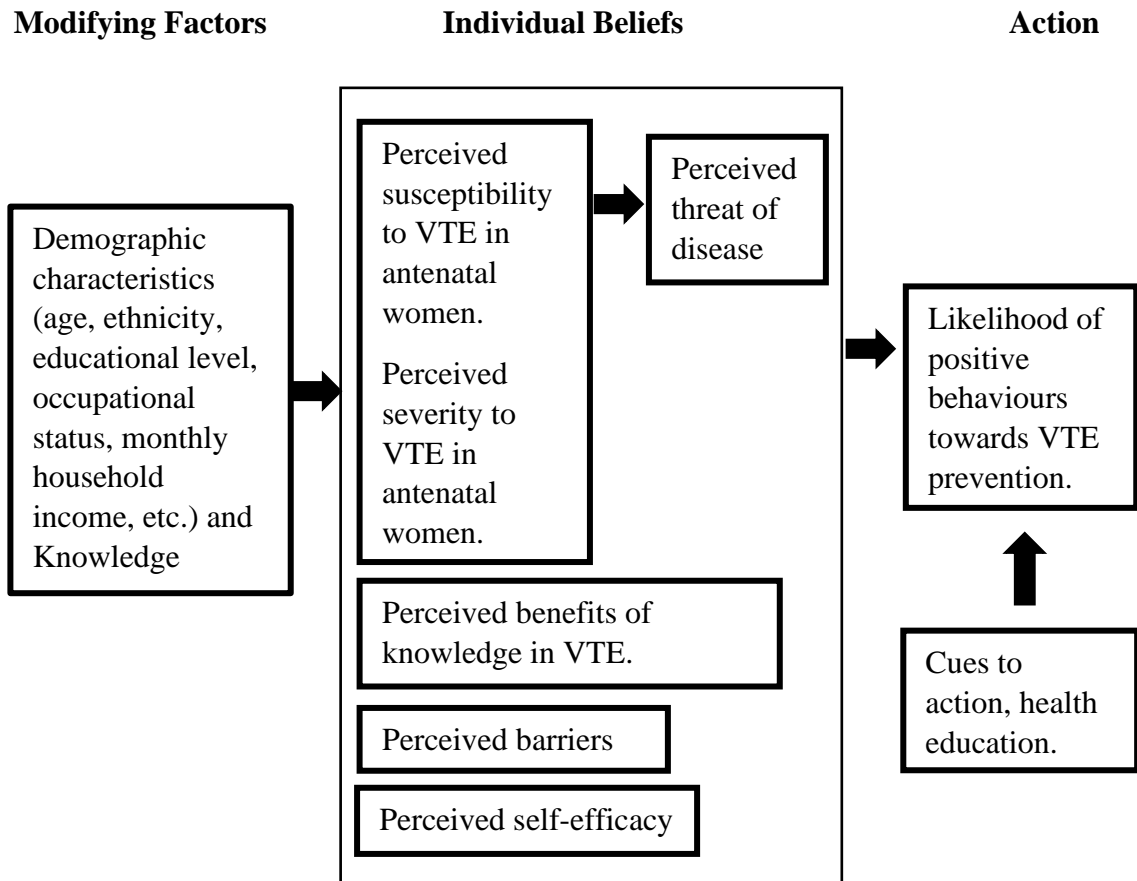 Modifying Factors
Individual Beliefs
Action
Demographic
characteristics
(age, ethnicity,
educational level,
occupational
status, monthly
household
income, etc.) and
Knowledge
Perceived
susceptibility
to VTE in
antenatal
women.
Perceived
severity to
VTE in
antenatal
women.
Perceived
threat of
disease
Perceived benefits of
knowledge in VTE.
Perceived barriers
Perceived self-efficacy
Likelihood of
positive
behaviours
towards VTE
prevention.
Cues to
action, health
education.